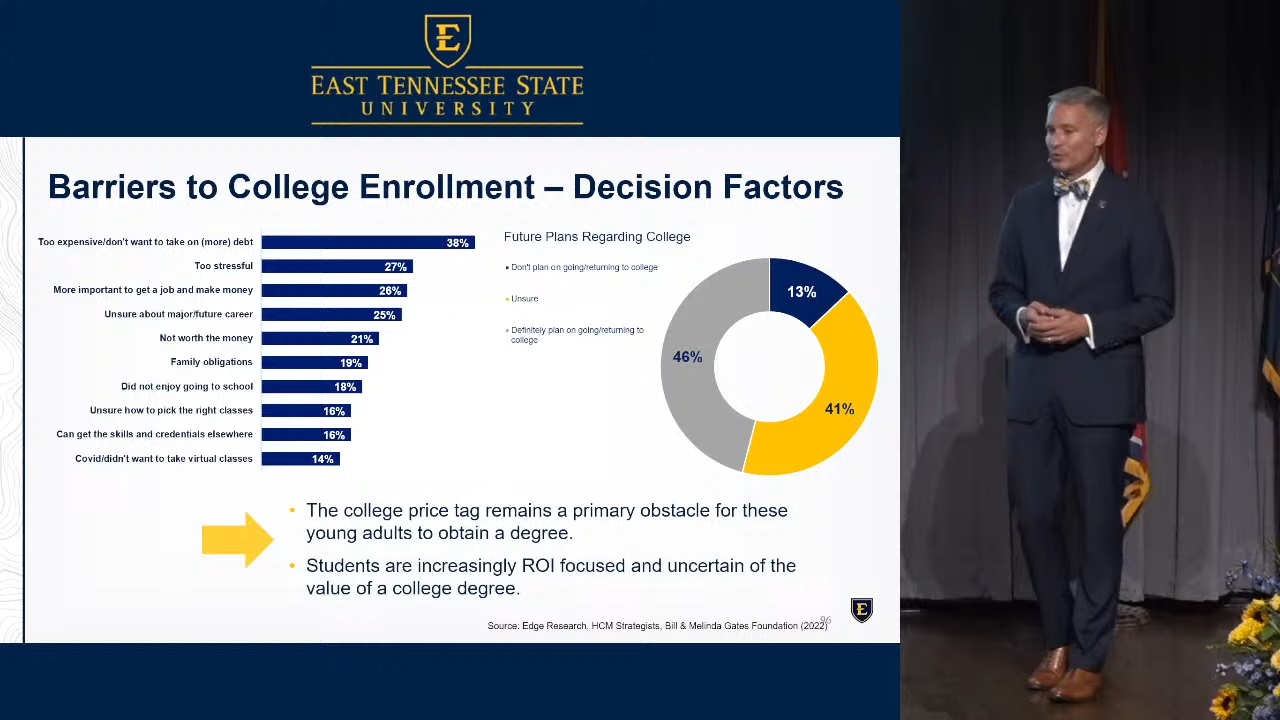 E
EAST TENNESSEE STATE
UNIVERSITY
Barriers to College Enrollment – Decision Factors
Too expensive/don't want to take on (more) debt 38%
Too stressful 27%
More important to get a job and make money 26%
Unsure about major/future career 25%
Not worth the money 21%
Family obligations 19%
Did not enjoy going to school 18%
Unsure how to pick the right classes 16%
Can get the skills and credentials elsewhere 16%
Covid/didn't want to take virtual classes 14%
Future Plans Regarding College
Don't plan on going/returning to college
Unsure
Definitely plan on going/returning to
college
13%
46%
41%
• The college price tag remains a primary obstacle for these
young adults to obtain a degree.
• Students are increasingly ROI focused and uncertain of the
value of a college degree.
E
96
Source: Edge Research, HCM Strategists, Bill & Melinda Gates Foundation (2022)